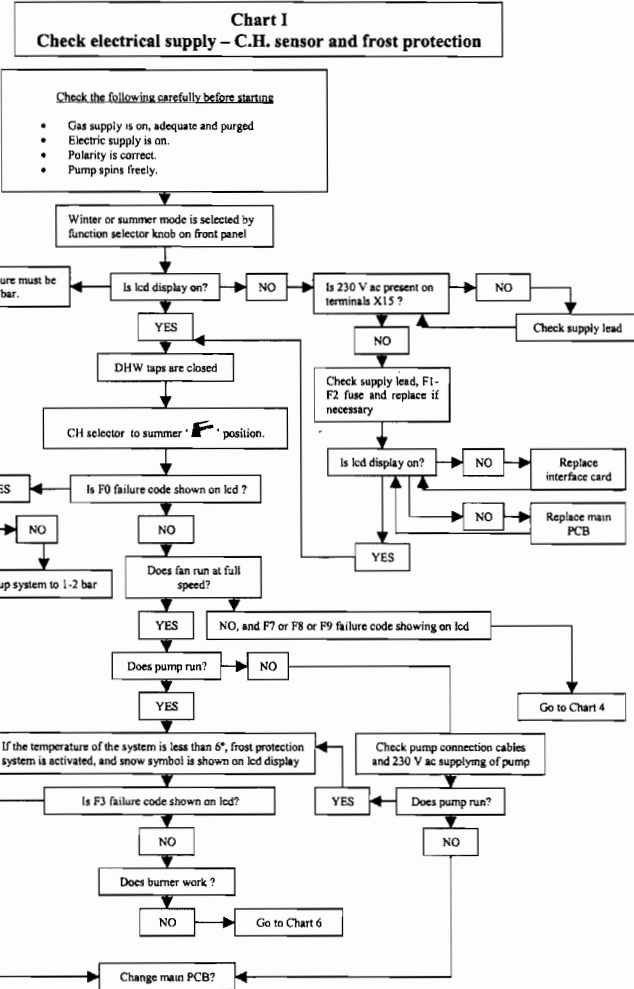 Chart I
Check electrical supply – C.H. sensor and frost protection
Check the following carefully before starting
• Gas supply is on, adequate and purged
• Electric supply is on.
• Polarity is correct.
• Pump spins freely.
Winter or summer mode is selected by
function selector knob on front panel
ure must be
bar.
Is lcd display on?
NO
Is 230 V ac present on
terminals X15 ?
NO
Check supply lead
YES
NO
DHW taps are closed
Check supply lead, F1-
F2 fuse and replace if
necessary
CH selector to summer ' ' position.
Is lcd display on?
NO
Replace
interface card
ES
Is F0 failure code shown on lcd ?
NO
Replace main
PCB
NO
NO
YES
Does fan run at full
speed?
up system to 1-2 bar
YES
NO, and F7 or F8 or F9 failure code showing on lcd
Does pump run?
NO
YES
Go to Chart 4
If the temperature of the system is less than 6°, frost protection
system is activated, and snow symbol is shown on lcd display
Check pump connection cables
and 230 V ac supplying of pump
Is F3 failure code shown on lcd?
YES
Does pump run?
NO
NO
Does burner work ?
NO
Go to Chart 6
Change main PCB?